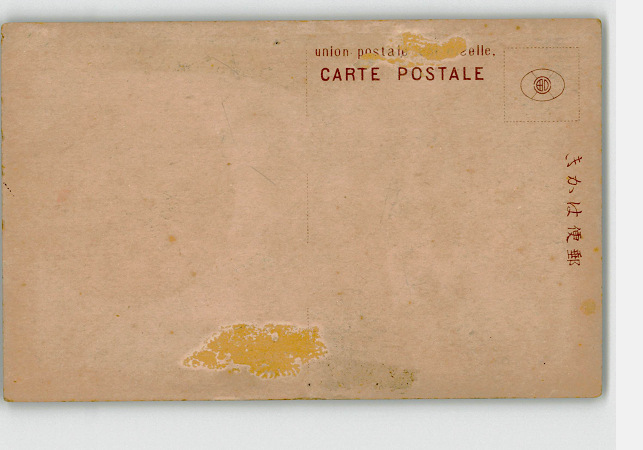 union postale
CARTE POSTALE
きかは便郵